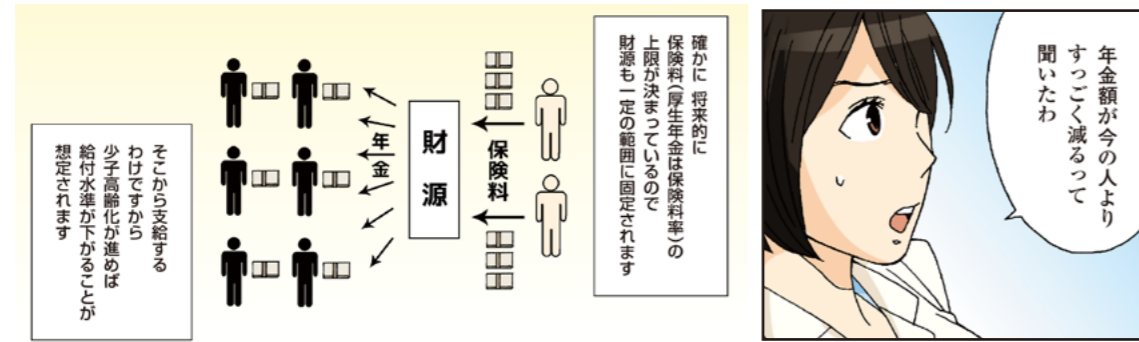 年金額が今の人より
すっごく減るって
聞いたわ
確かに 将来的に
保険料(厚生年金は保険料率)の
上限が決まっているので
財源も一定の範囲に固定されます
保険料
財源
年金
そこから支給する
わけですから
少子高齢化が進めば
給付水準が下がることが
想定されます